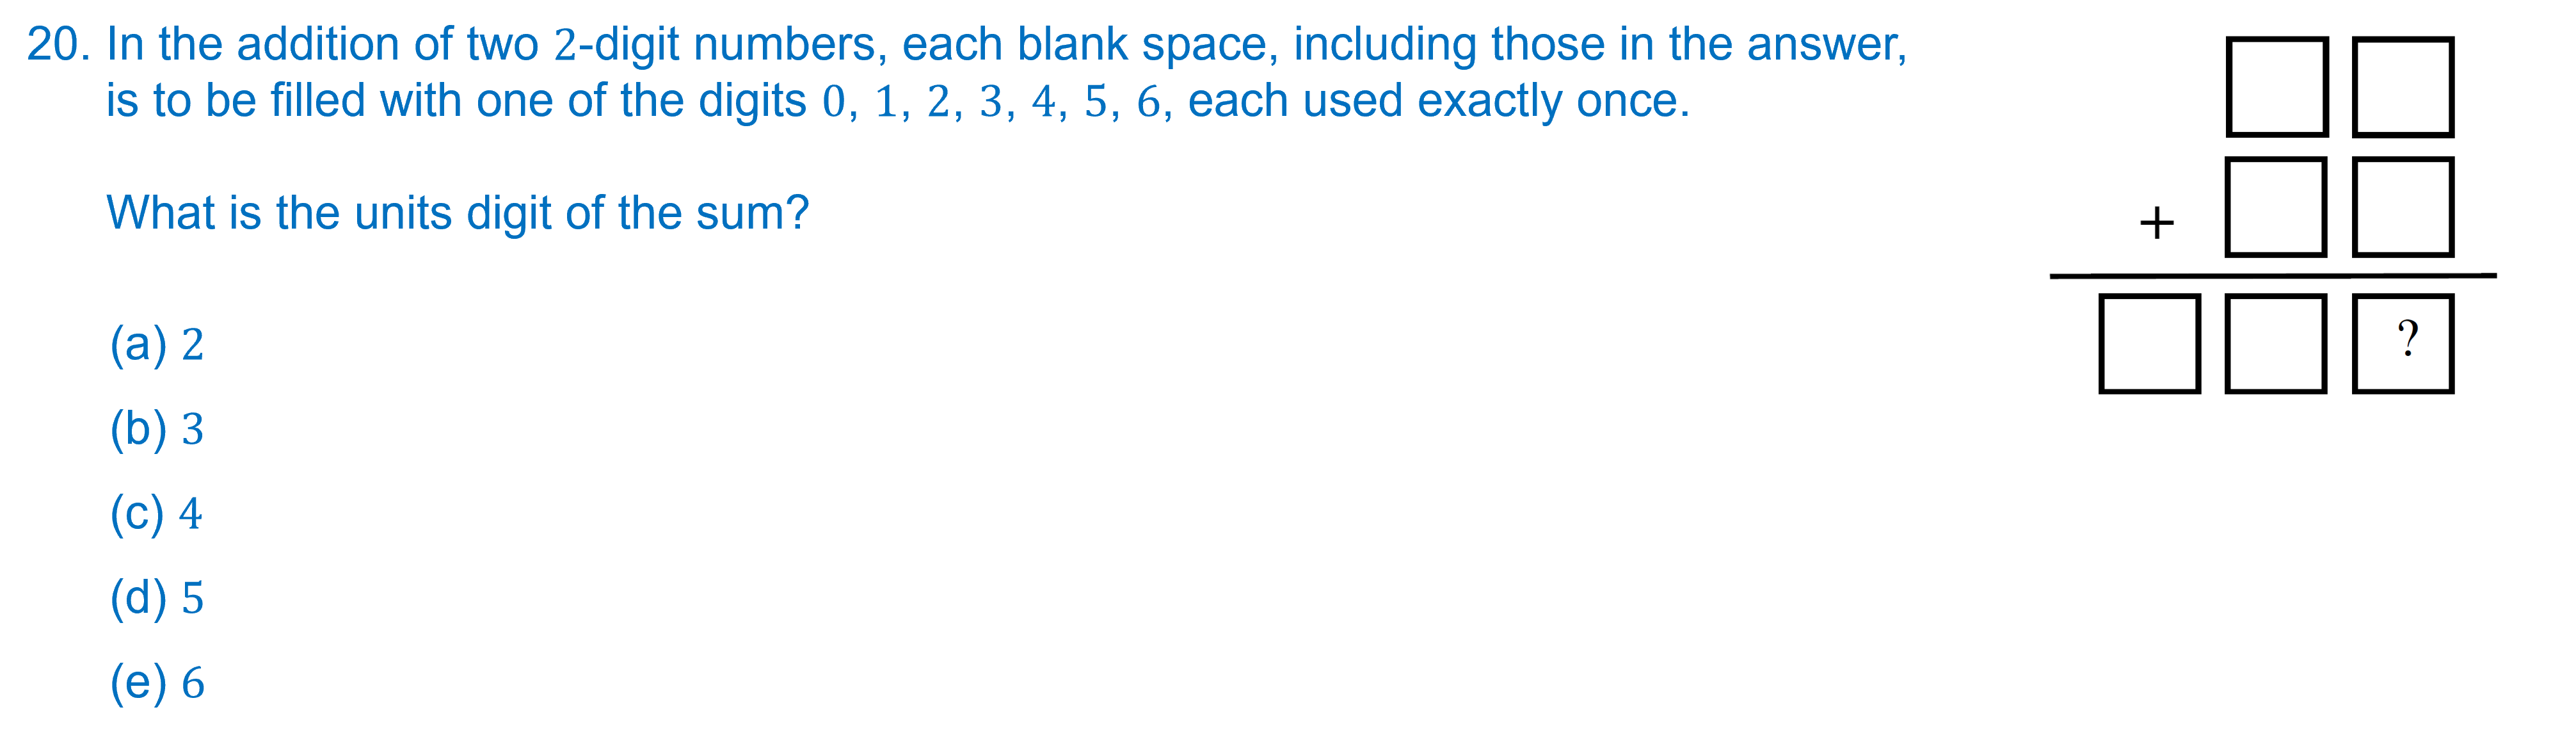 20. In the addition of two 2-digit numbers, each blank space, including those in the answer,
is to be filled with one of the digits 0, 1, 2, 3, 4, 5, 6, each used exactly once.
What is the units digit of the sum?
(a) 2
(b) 3
(c) 4
(d) 5
(e) 6
+
?